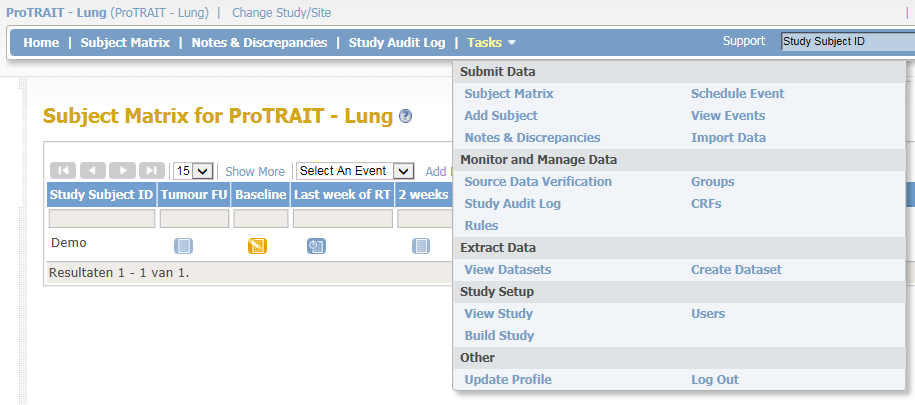 ProTRAIT - Lung (ProTRAIT - Lung) | Change Study/Site |
Home | Subject Matrix | Notes & Discrepancies | Study Audit Log | Tasks Support Study Subject ID
Submit Data
Subject Matrix Schedule Event
Add Subject View Events
Notes & Discrepancies Import Data
Monitor and Manage Data
Source Data Verification Groups
Study Audit Log CRFs
Rules
Extract Data
View Datasets Create Dataset
Study Setup
View Study Users
Build Study
Other
Update Profile Log Out
Subject Matrix for ProTRAIT - Lung ?
15 Show More Select An Event Add
Study Subject ID Tumour FU Baseline Last week of RT 2 weeks
Demo
Resultaten 1 - 1 van 1.